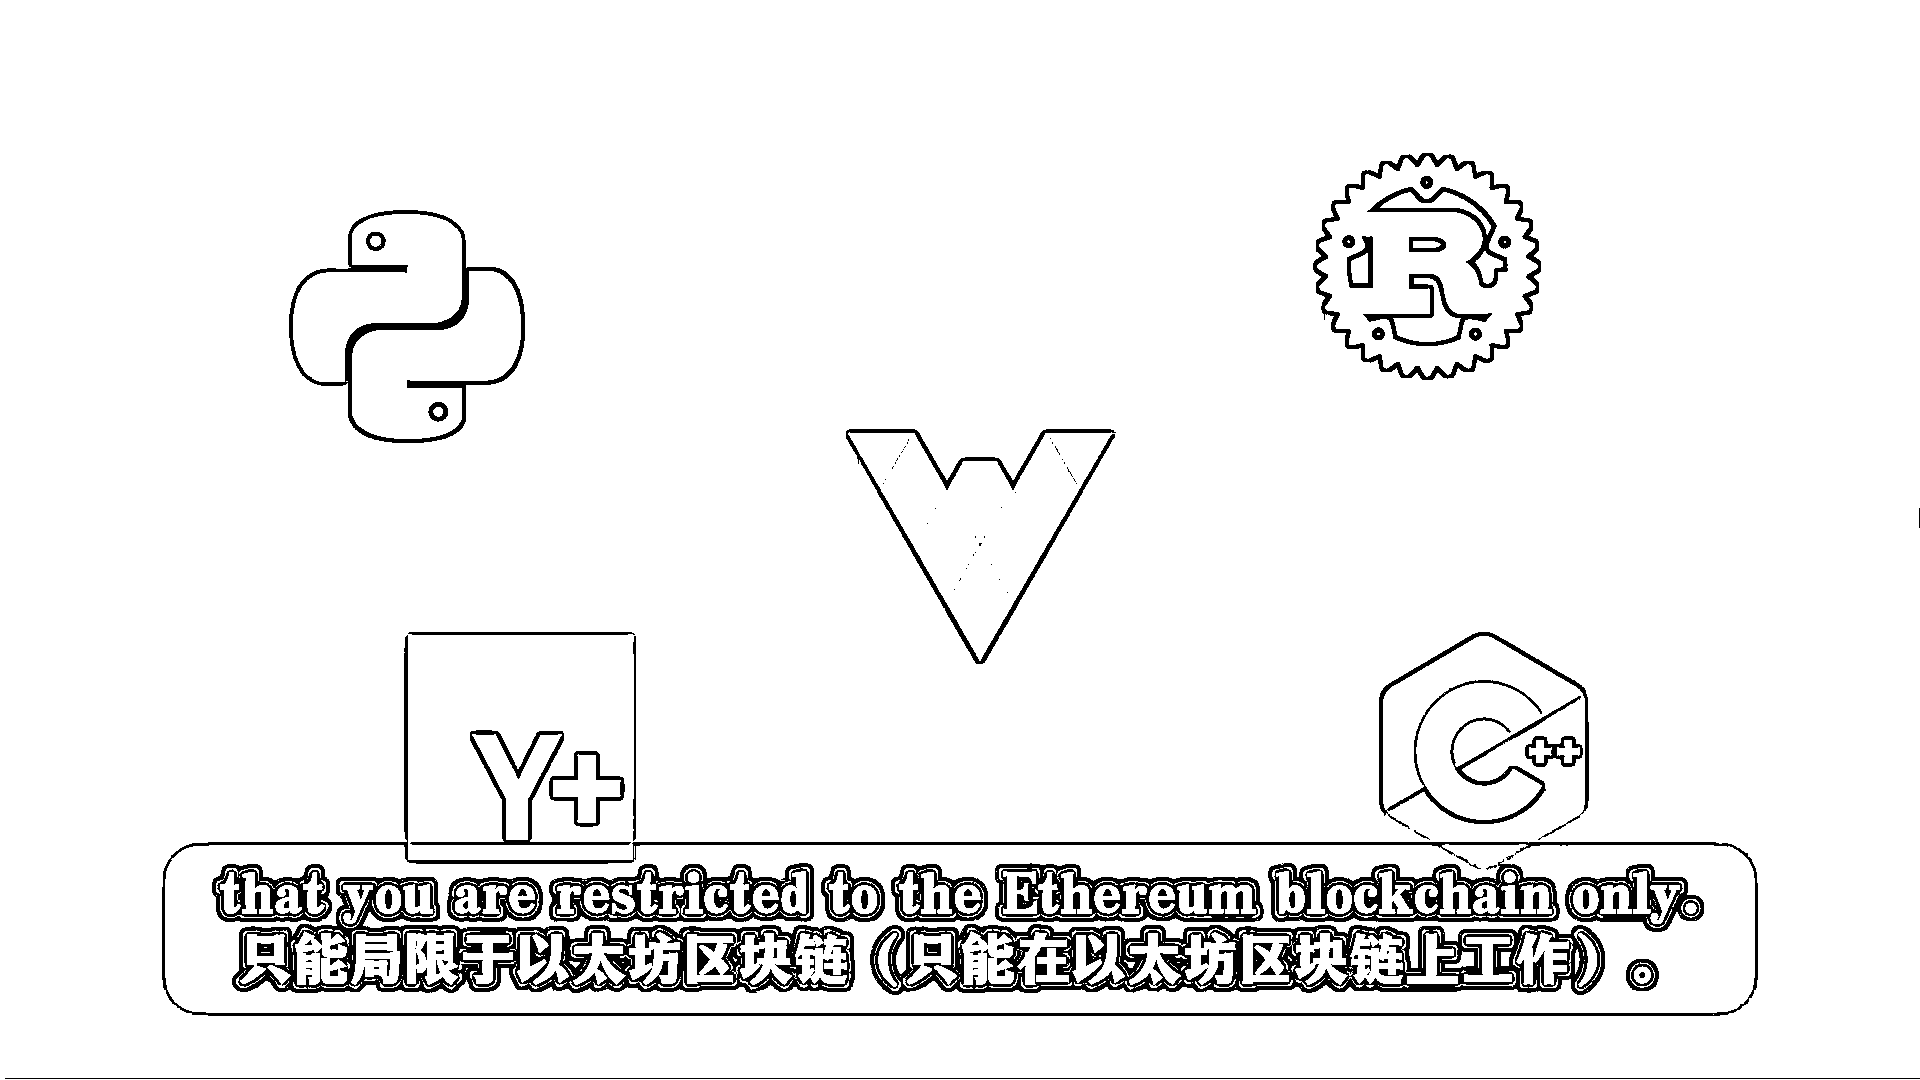 R
Y+
C++
that you are restricted to the Ethereum blockchain only.
只能局限于以太坊区块链（只能在以太坊区块链上工作）。